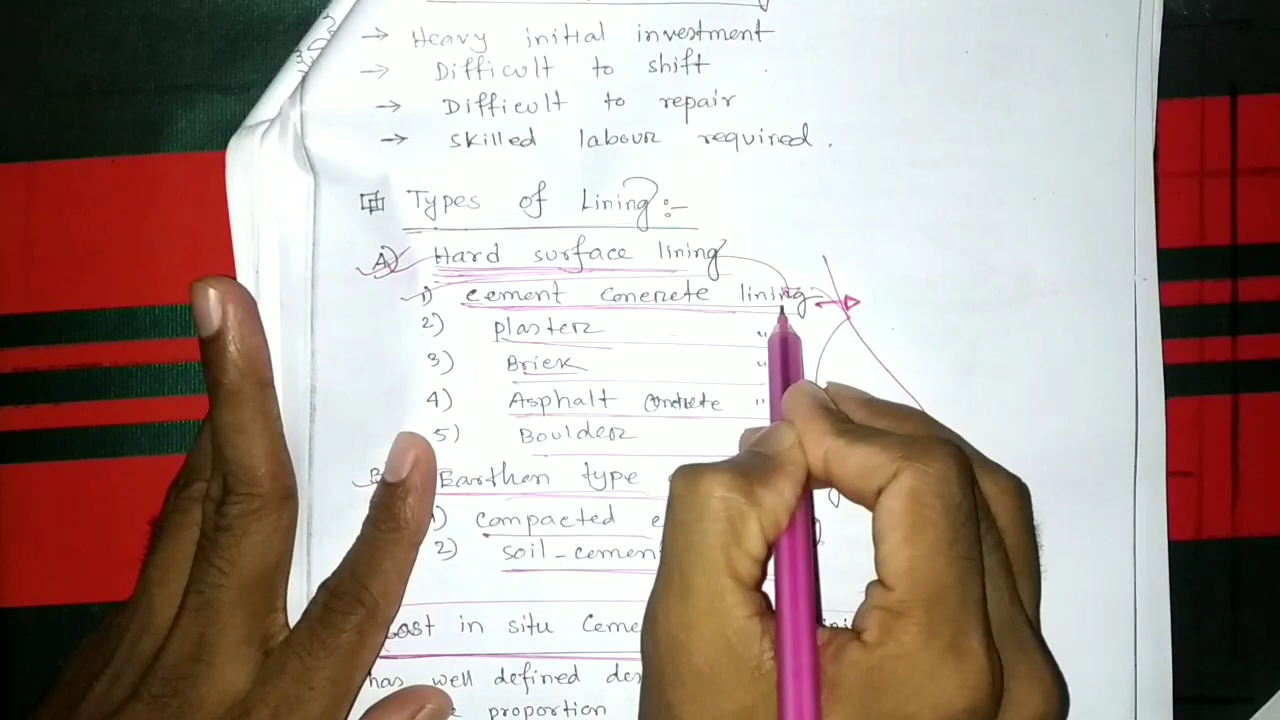 → Heavy initial investment
→ Difficult to shift
→ Difficult to repair
→ skilled labour required.
Types of Lining:-
A) Hard surface lining
1) cement concrete lining
2) plaster "
3) Brick "
4) Asphalt concrete "
5) Boulder
B) Earthen type
1) compacted
2) soil-cement
Cast in situ
has well defined
proportion